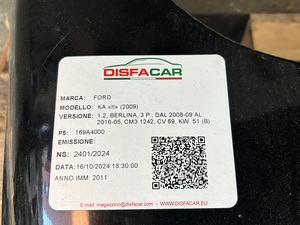 DISFACAR
MARCA: FORD
MODELLO: KA «II» (2009)
VERSIONE: 1.2, BERLINA, 3 P., DAL 2008-09 AL
2016-05, CM3 1242, CV 69, KW. 51 (B)
P5: 169A4000
EMISSIONE:
NS: 2401/2024
DATA:16/10/2024 18:30:00
ANNO IMM: 2011
E-mail: magazzino@disfacar.eu WWW.DISFACAR.EU